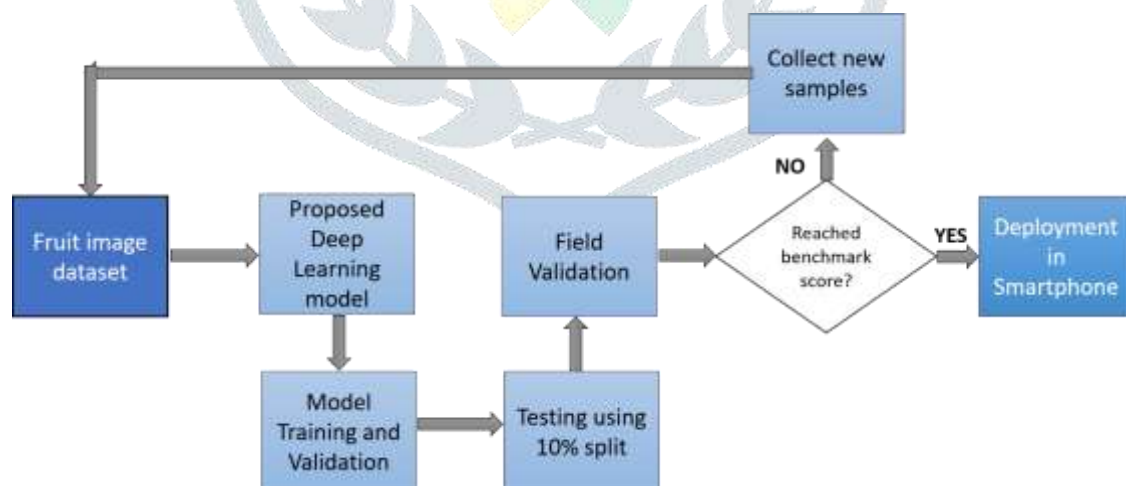 Collect new
samples
NO
Fruit image
dataset
Proposed
Deep
Learning
model
Field
Validation
Reached
benchmark
score?
YES
Deployment
in
Smartphone
Model
Training and
Validation
Testing using
10% split